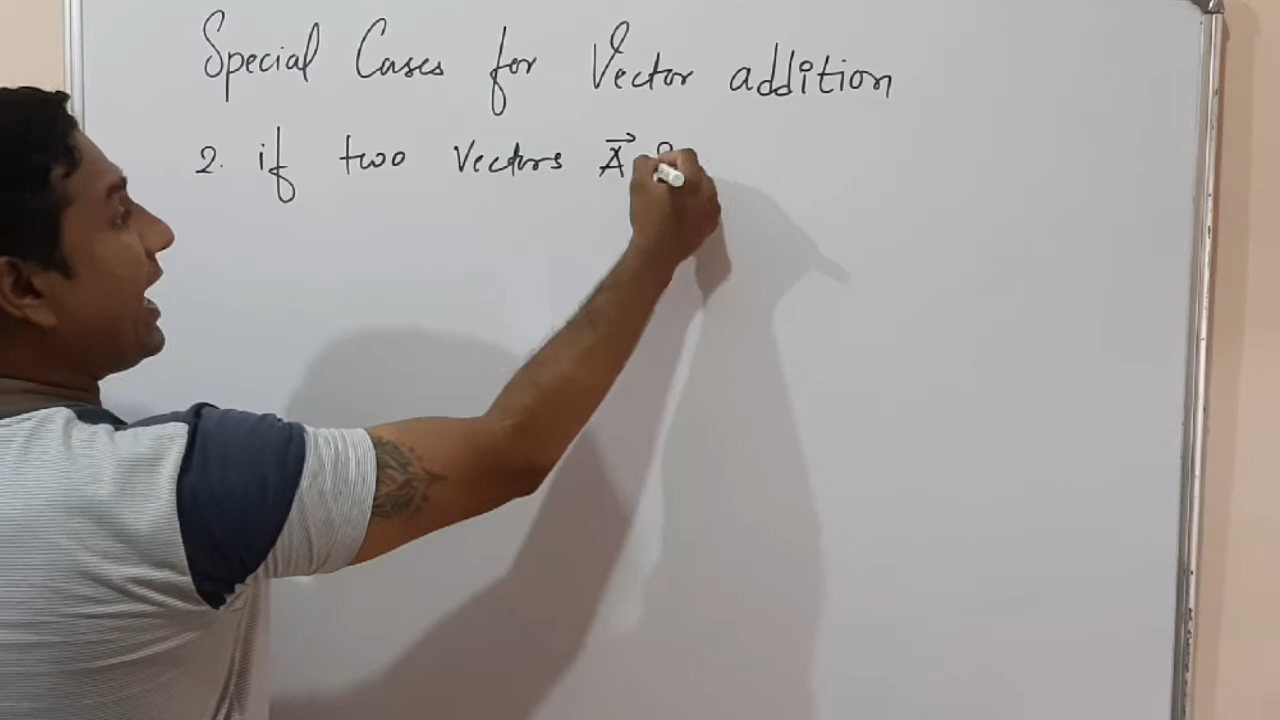 Special Cases for Vector addition
2. if two Vectors A⃗